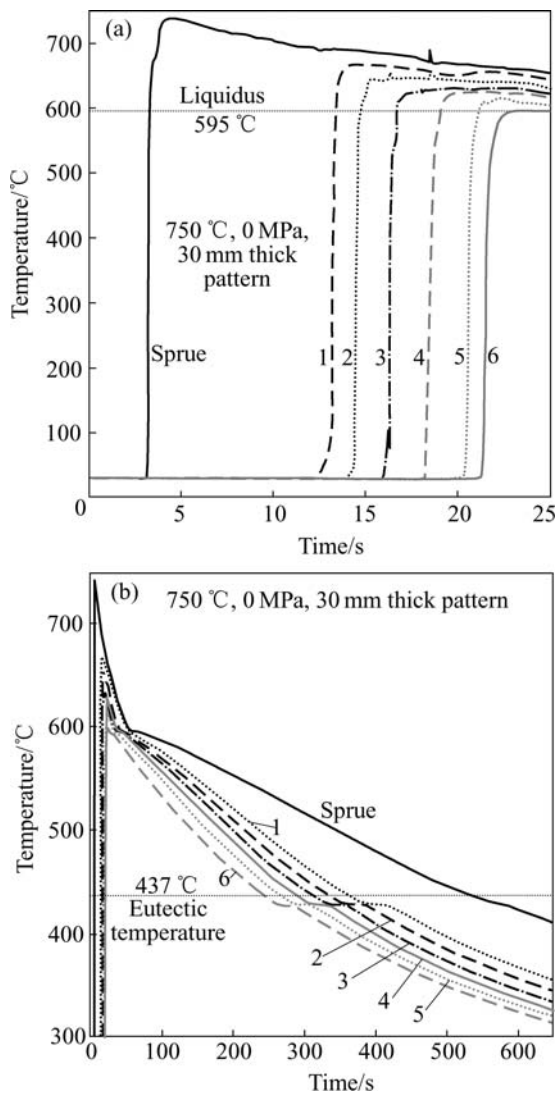 (a)
700
600
500
400
300
200
100
0
Temperature/℃
Liquidus
595 ℃
750 ℃, 0 MPa,
30 mm thick
pattern
Sprue
1
2
3
4
5
6
5
10
15
20
25
Time/s
(b)
750 ℃, 0 MPa, 30 mm thick pattern
700
600
500
400
300
Temperature/℃
Sprue
1
6
437 ℃
Eutectic
temperature
2
3
4
5
0
100
200
300
400
500
600
Time/s